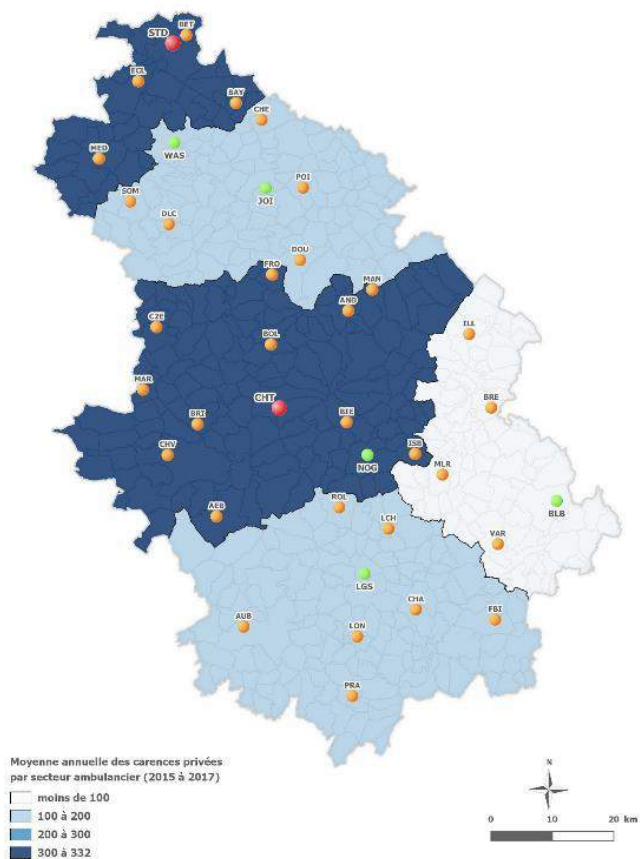 BET
STD
ECL
BAY
CHE
WAS
MED
JOI
POI
SOM
DLC
DOU
FRO
MAN
AND
CZE
ILL
BOL
MAR
BRE
CHT
BRI
BIE
CHV
NOG
ISB
MLR
BLB
ROL
AEB
LCH
VAR
LGS
CHA
AUB
FBI
LON
PRA
Moyenne annuelle des carences privées
par secteur ambulancier (2015 à 2017)
moins de 100
100 à 200
200 à 300
300 à 332
N
0 10 20 km